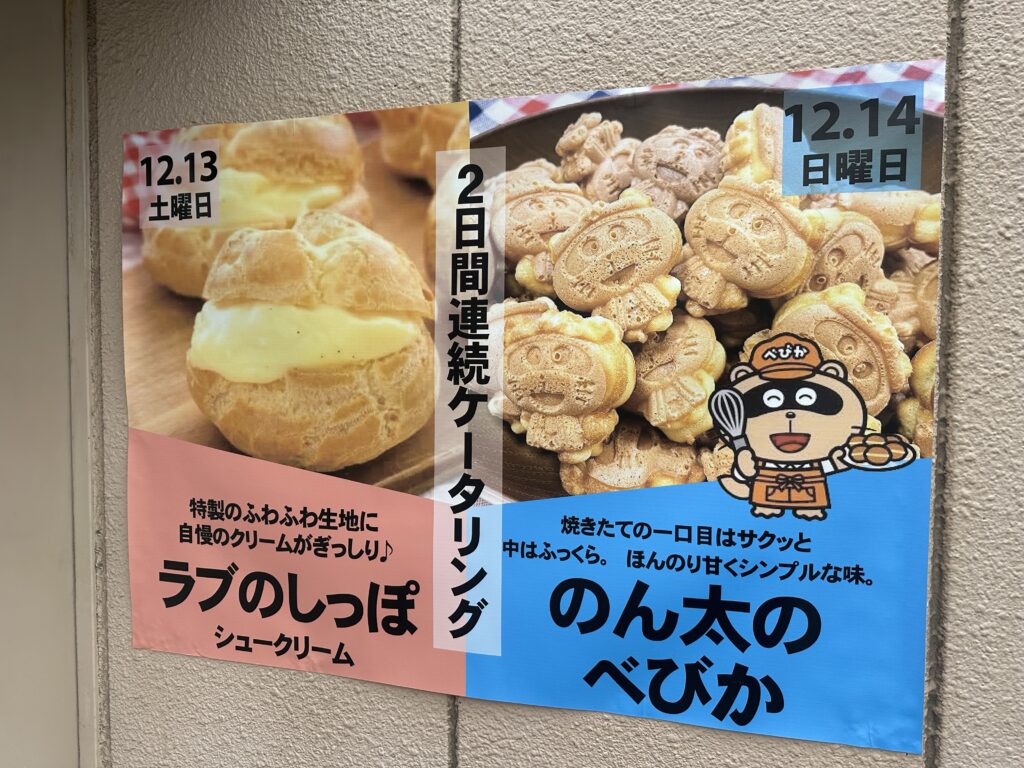 12.13
土曜日
2日間連続ケータリング
12.14
日曜日
べびか
特製のふわふわ生地に
自慢のクリームがぎっしり♪
ラブのしっぽ
シュークリーム
焼きたての一口目はサクッと
中はふっくら。 ほんのり甘くシンプルな味。
のん太の
べびか